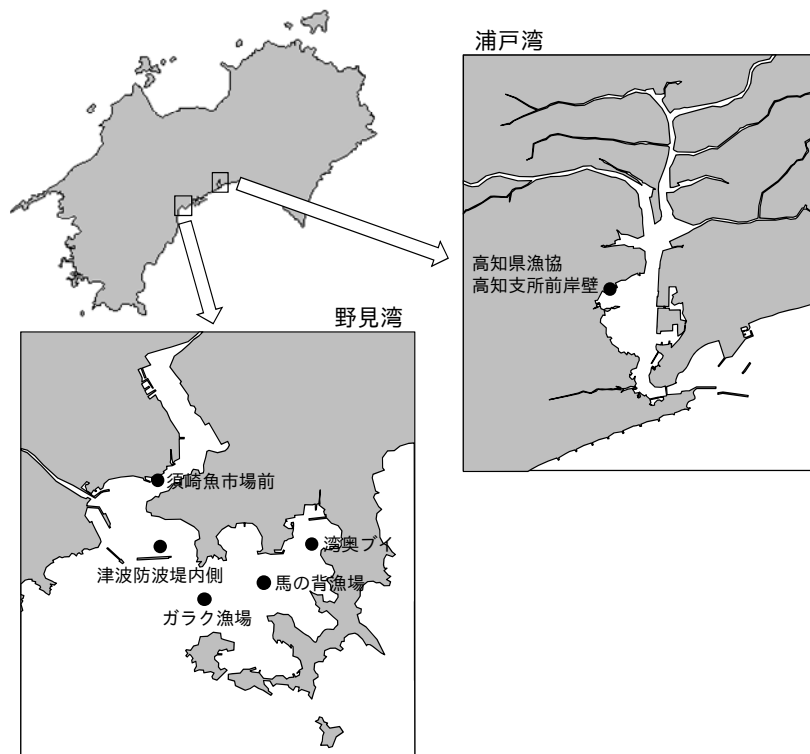 浦戸湾
高知県漁協
高知支所前岸壁
野見湾
須崎魚市場前
湾奥ブイ
津波防波堤内側
馬の背漁場
ガラク漁場